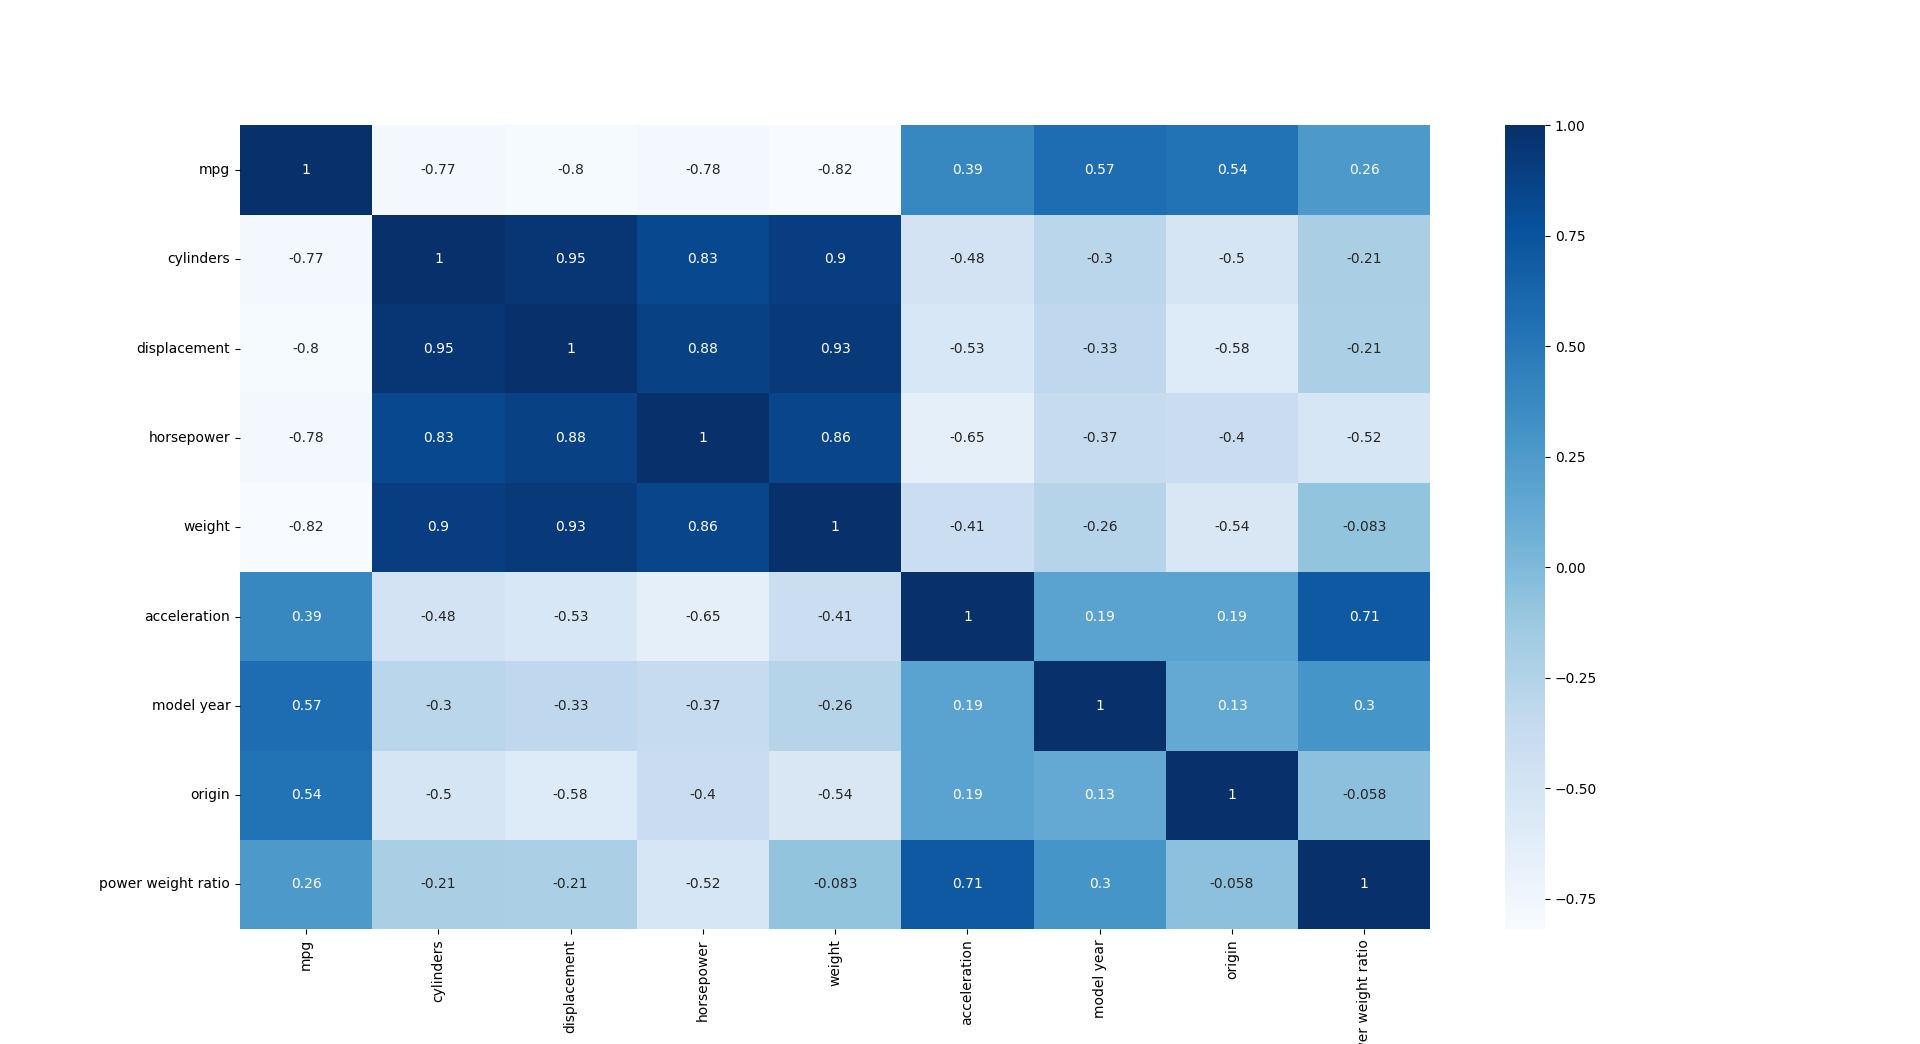 mpg 1 -0.77 -0.8 -0.78 -0.82 0.39 0.57 0.54 0.26
cylinders -0.77 1 0.95 0.83 0.9 -0.48 -0.3 -0.5 -0.21
displacement -0.8 0.95 1 0.88 0.93 -0.53 -0.33 -0.58 -0.21
horsepower -0.78 0.83 0.88 1 0.86 -0.65 -0.37 -0.4 -0.52
weight -0.82 0.9 0.93 0.86 1 -0.41 -0.26 -0.54 -0.083
acceleration 0.39 -0.48 -0.53 -0.65 -0.41 1 0.19 0.19 0.71
model year 0.57 -0.3 -0.33 -0.37 -0.26 0.19 1 0.13 0.3
origin 0.54 -0.5 -0.58 -0.4 -0.54 0.19 0.13 1 -0.058
power weight ratio 0.26 -0.21 -0.21 -0.52 -0.083 0.71 0.3 -0.058 1
mpg
cylinders
displacement
horsepower
weight
acceleration
model year
origin
wer weight ratio
1.00
0.75
0.50
0.25
0.00
−0.25
−0.50
−0.75